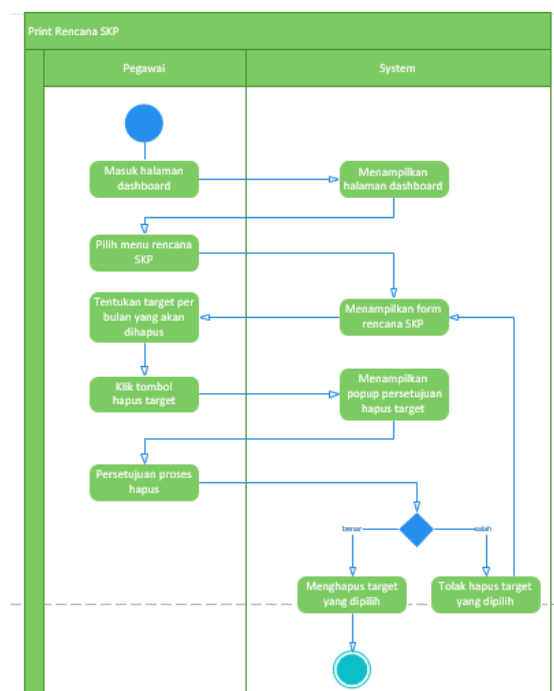 Print Rencana SKP
Pegawai
System
Masuk halaman
dashboard
Menampilkan
halaman dashboard
Pilih menu rencana
SKP
Tentukan target per
bulan yang akan
dihapus
Menampilkan form
rencana SKP
Klik tombol
hapus target
Menampilkan
popup persetujuan
hapus target
Persetujuan proses
hapus
benar
salah
Menghapus target
yang dipilih
Tolak hapus target
yang dipilih